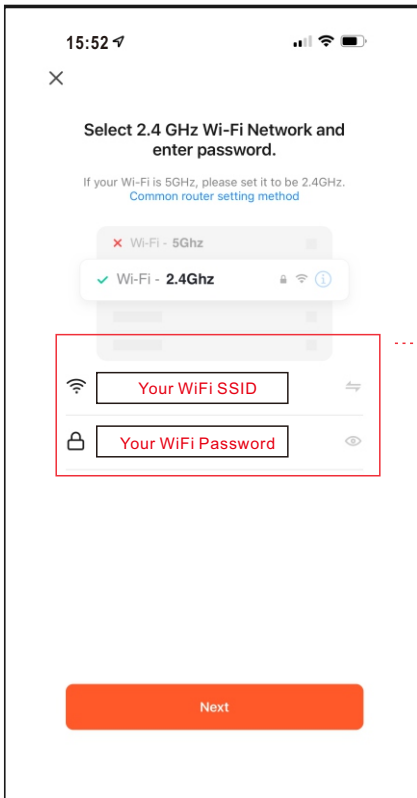 15:52
Select 2.4 GHz Wi-Fi Network and
enter password.
If your Wi-Fi is 5GHz, please set it to be 2.4GHz.
Common router setting method
Wi-Fi - 5Ghz
Wi-Fi - 2.4Ghz
Your WiFi SSID
Your WiFi Password
Next